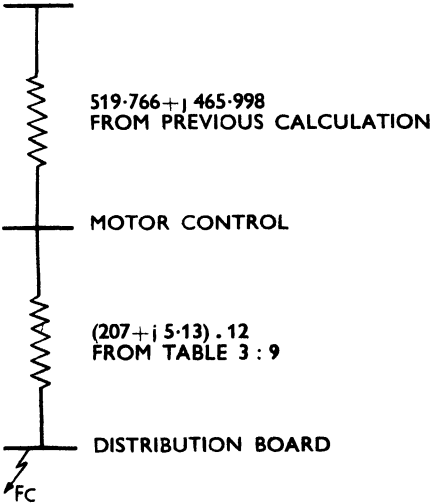 519·766+j 465·998
FROM PREVIOUS CALCULATION
MOTOR CONTROL
(207+j 5·13) . 12
FROM TABLE 3 : 9
DISTRIBUTION BOARD
FC